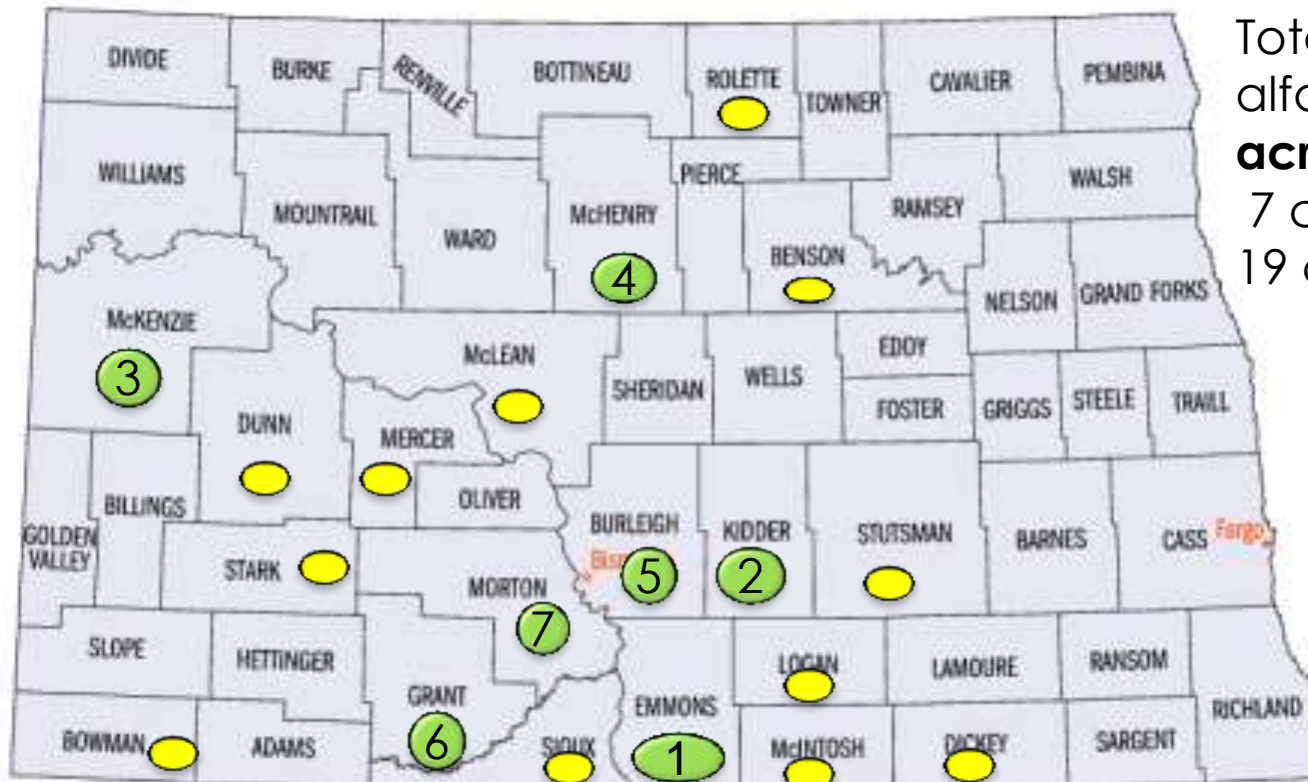 DIVIDE
BURKE
RENVILLE
BOTTINEAU
ROLETTE
TOWNER
CAVALIER
PEMBINA
WILLIAMS
MOUNTRAIL
WARD
McHENRY
4
PIERCE
BENSON
RAMSEY
WALSH
NELSON
GRAND FORKS
McKENZIE
3
DUNN
MERCER
McLEAN
OLIVER
SHERIDAN
WELLS
EDDY
FOSTER
GRIGGS
STEELE
TRAILL
GOLDEN
VALLEY
BILLINGS
STARK
MORTON
7
BURLEIGH
5
KIDDER
2
STUTSMAN
BARNES
CASS Fargo
SLOPE
HETTINGER
GRANT
6
EMMONS
1
LOGAN
LAMOURE
RANSOM
RICHLAND
BOWMAN
ADAMS
SIOUX
McINTOSH
DICKEY
SARGENT
7
19